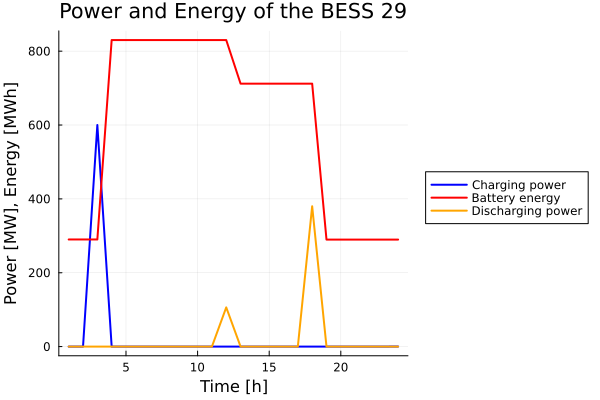 Power and Energy of the BESS 29
Power [MW], Energy [MWh]
800
600
400
200
0
5 10 15 20
Time [h]
Charging power
Battery energy
Discharging power